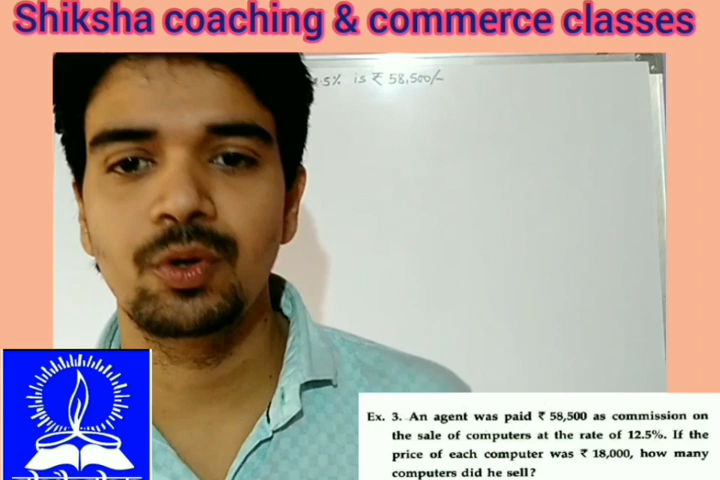 Shiksha coaching & commerce classes
.5% is ₹ 58,500/-
Ex. 3. An agent was paid ₹ 58,500 as commission on
the sale of computers at the rate of 12.5%. If the
price of each computer was ₹ 18,000, how many
computers did he sell?